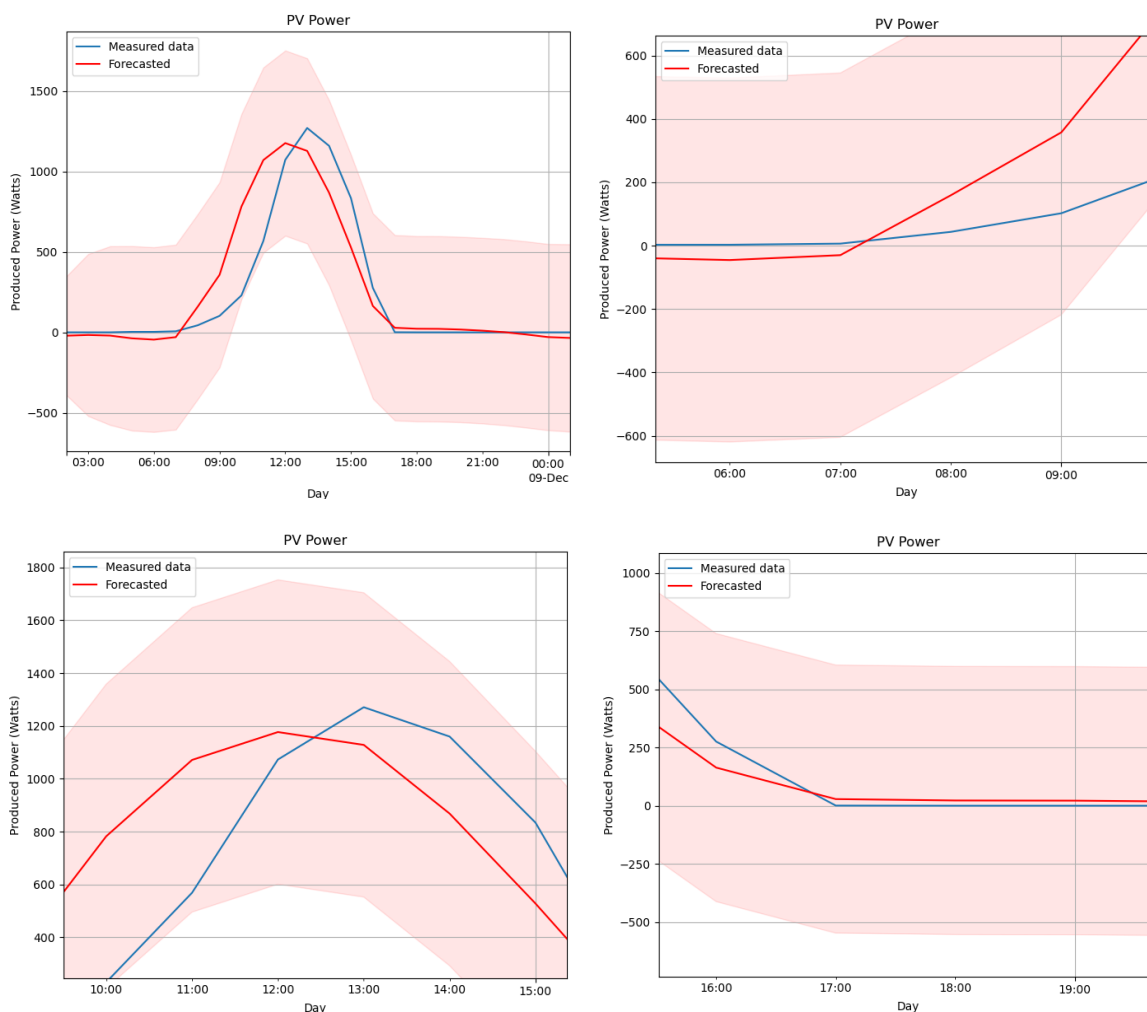 PV Power
Measured data
Forecasted
Produced Power (Watts)
1500
1000
500
0
−500
03:00 06:00 09:00 12:00 15:00 18:00 21:00 00:00
09-Dec
Day
PV Power
Measured data
Forecasted
Produced Power (Watts)
600
400
200
0
−200
−400
−600
06:00 07:00 08:00 09:00
Day
PV Power
Measured data
Forecasted
Produced Power (Watts)
1800
1600
1400
1200
1000
800
600
400
10:00 11:00 12:00 13:00 14:00 15:00
Day
PV Power
Measured data
Forecasted
Produced Power (Watts)
1000
750
500
250
0
−250
−500
16:00 17:00 18:00 19:00
Day